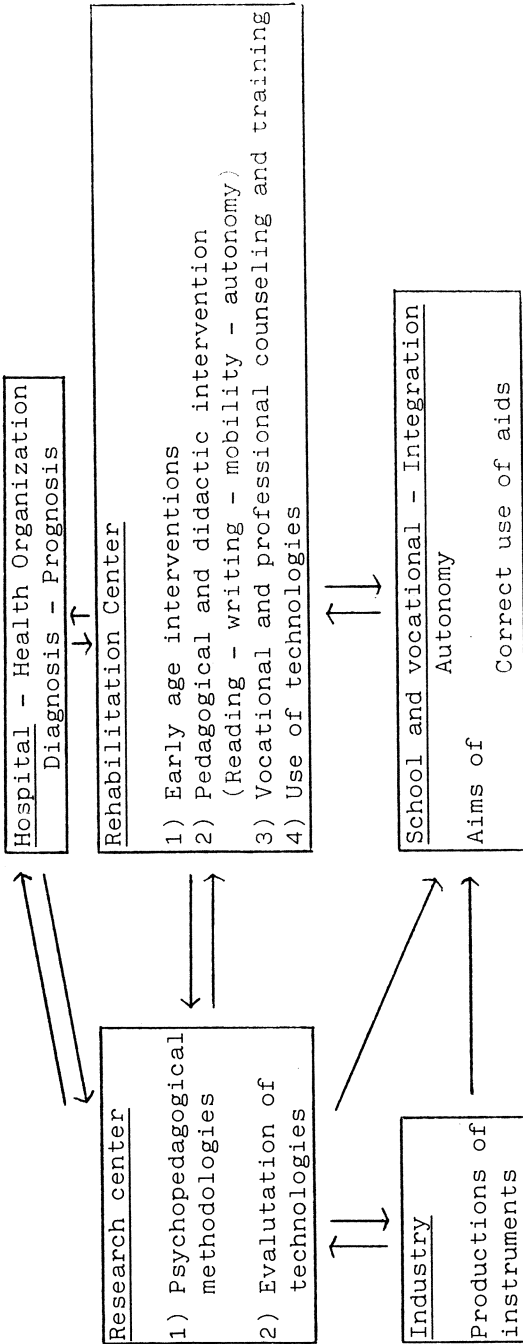 Hospital - Health Organization
Diagnosis - Prognosis
Rehabilitation Center
1) Early age interventions
2) Pedagogical and didactic intervention
(Reading - writing - mobility - autonomy)
3) Vocational and professional counseling and training
4) Use of technologies
Research center
1) Psychopedagogical
methodologies
2) Evalutation of
technologies
School and vocational - Integration
Autonomy
Aims of
Correct use of aids
Industry
Productions of
instruments